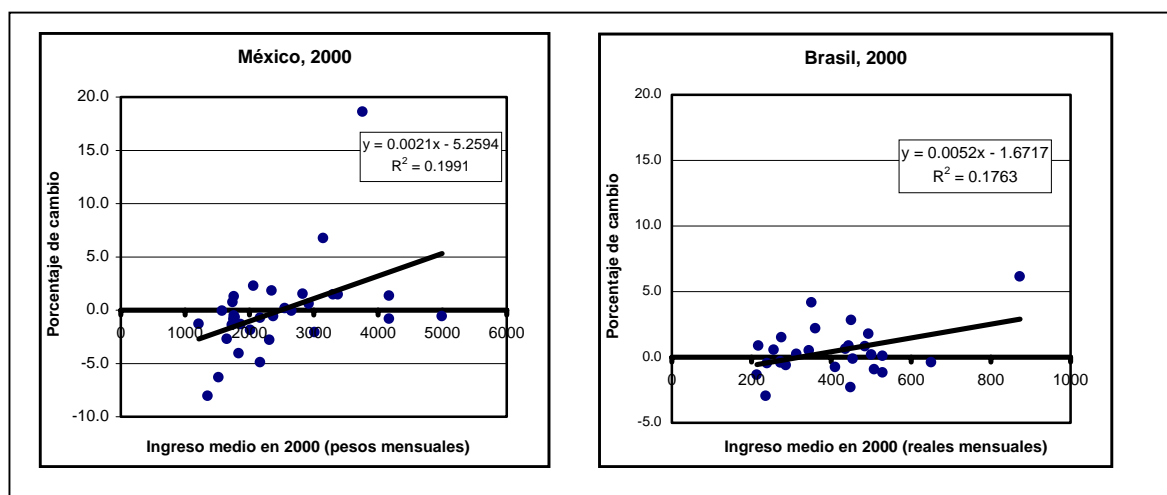 México, 2000
20.0
15.0
10.0
5.0
0.0
-5.0
-10.0
0
1000
2000
3000
4000
5000
6000
y = 0.0021x - 5.2594
R² = 0.1991
Porcentaje de cambio
Ingreso medio en 2000 (pesos mensuales)
Brasil, 2000
20.0
15.0
10.0
5.0
0.0
-5.0
0
200
400
600
800
1000
y = 0.0052x - 1.6717
R² = 0.1763
Porcentaje de cambio
Ingreso medio en 2000 (reales mensuales)